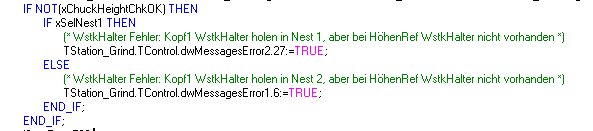 IF NOT(xChuckHeightChkOK) THEN
IF xSelNest1 THEN
(* WstkHalter Fehler: Kopf1 WstkHalter holen in Nest 1, aber bei HöhenRef WstkHalter nicht vorhanden *)
TStation_Grind.TControl.dwMessagesError2.27:=TRUE;
ELSE
(* WstkHalter Fehler: Kopf1 WstkHalter holen in Nest 2, aber bei HöhenRef WstkHalter nicht vorhanden *)
TStation_Grind.TControl.dwMessagesError1.6:=TRUE;
END_IF;
END_IF;